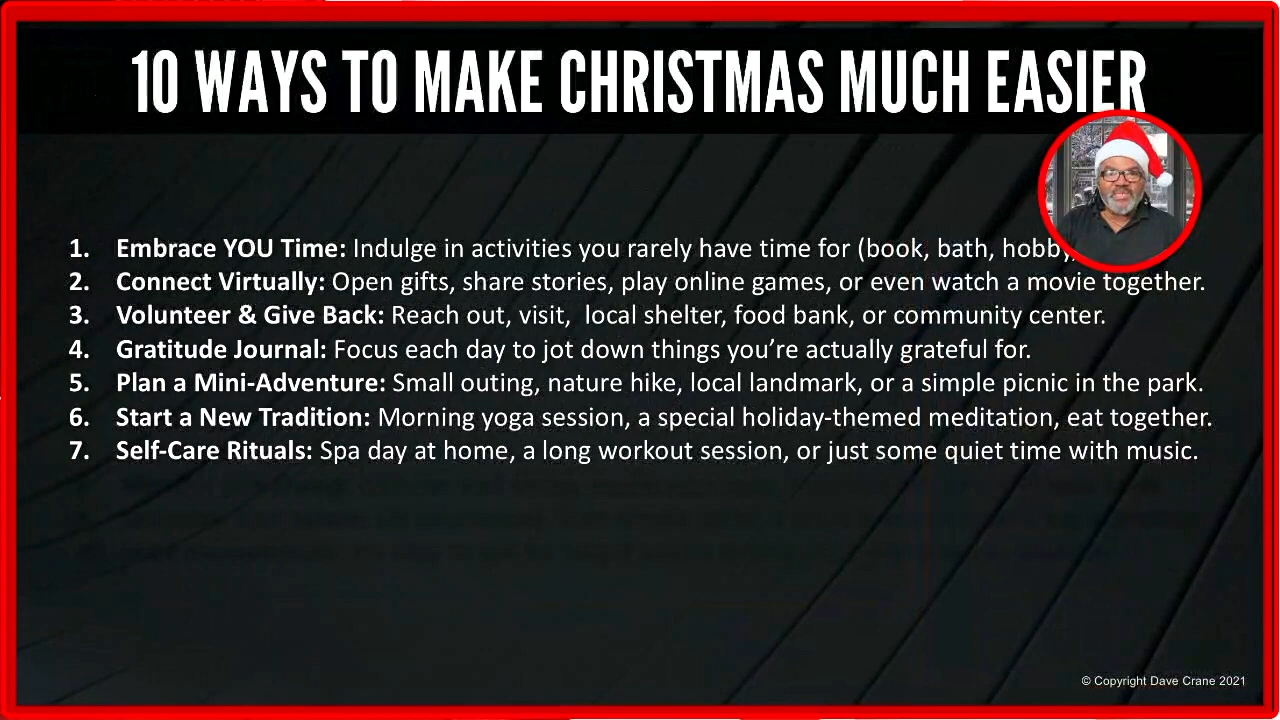 10 WAYS TO MAKE CHRISTMAS MUCH EASIER
1. Embrace YOU Time: Indulge in activities you rarely have time for (book, bath, hobby,
2. Connect Virtually: Open gifts, share stories, play online games, or even watch a movie together.
3. Volunteer & Give Back: Reach out, visit,  local shelter, food bank, or community center.
4. Gratitude Journal: Focus each day to jot down things you’re actually grateful for.
5. Plan a Mini-Adventure: Small outing, nature hike, local landmark, or a simple picnic in the park.
6. Start a New Tradition: Morning yoga session, a special holiday-themed meditation, eat together.
7. Self-Care Rituals: Spa day at home, a long workout session, or just some quiet time with music.
© Copyright Dave Crane 2021